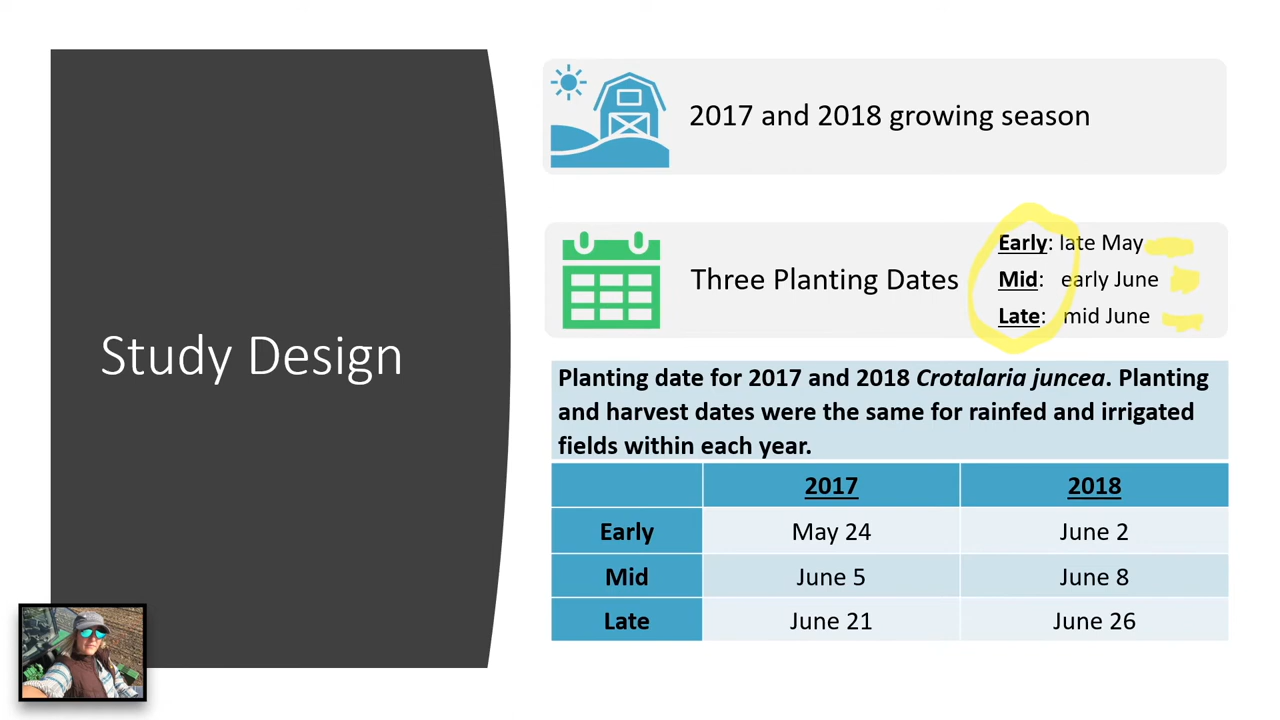 Study Design
2017 and 2018 growing season
Three Planting Dates
Early: late May
Mid: early June
Late: mid June
Planting date for 2017 and 2018 Crotalaria juncea. Planting
and harvest dates were the same for rainfed and irrigated
fields within each year.
2017 2018
Early May 24 June 2
Mid June 5 June 8
Late June 21 June 26